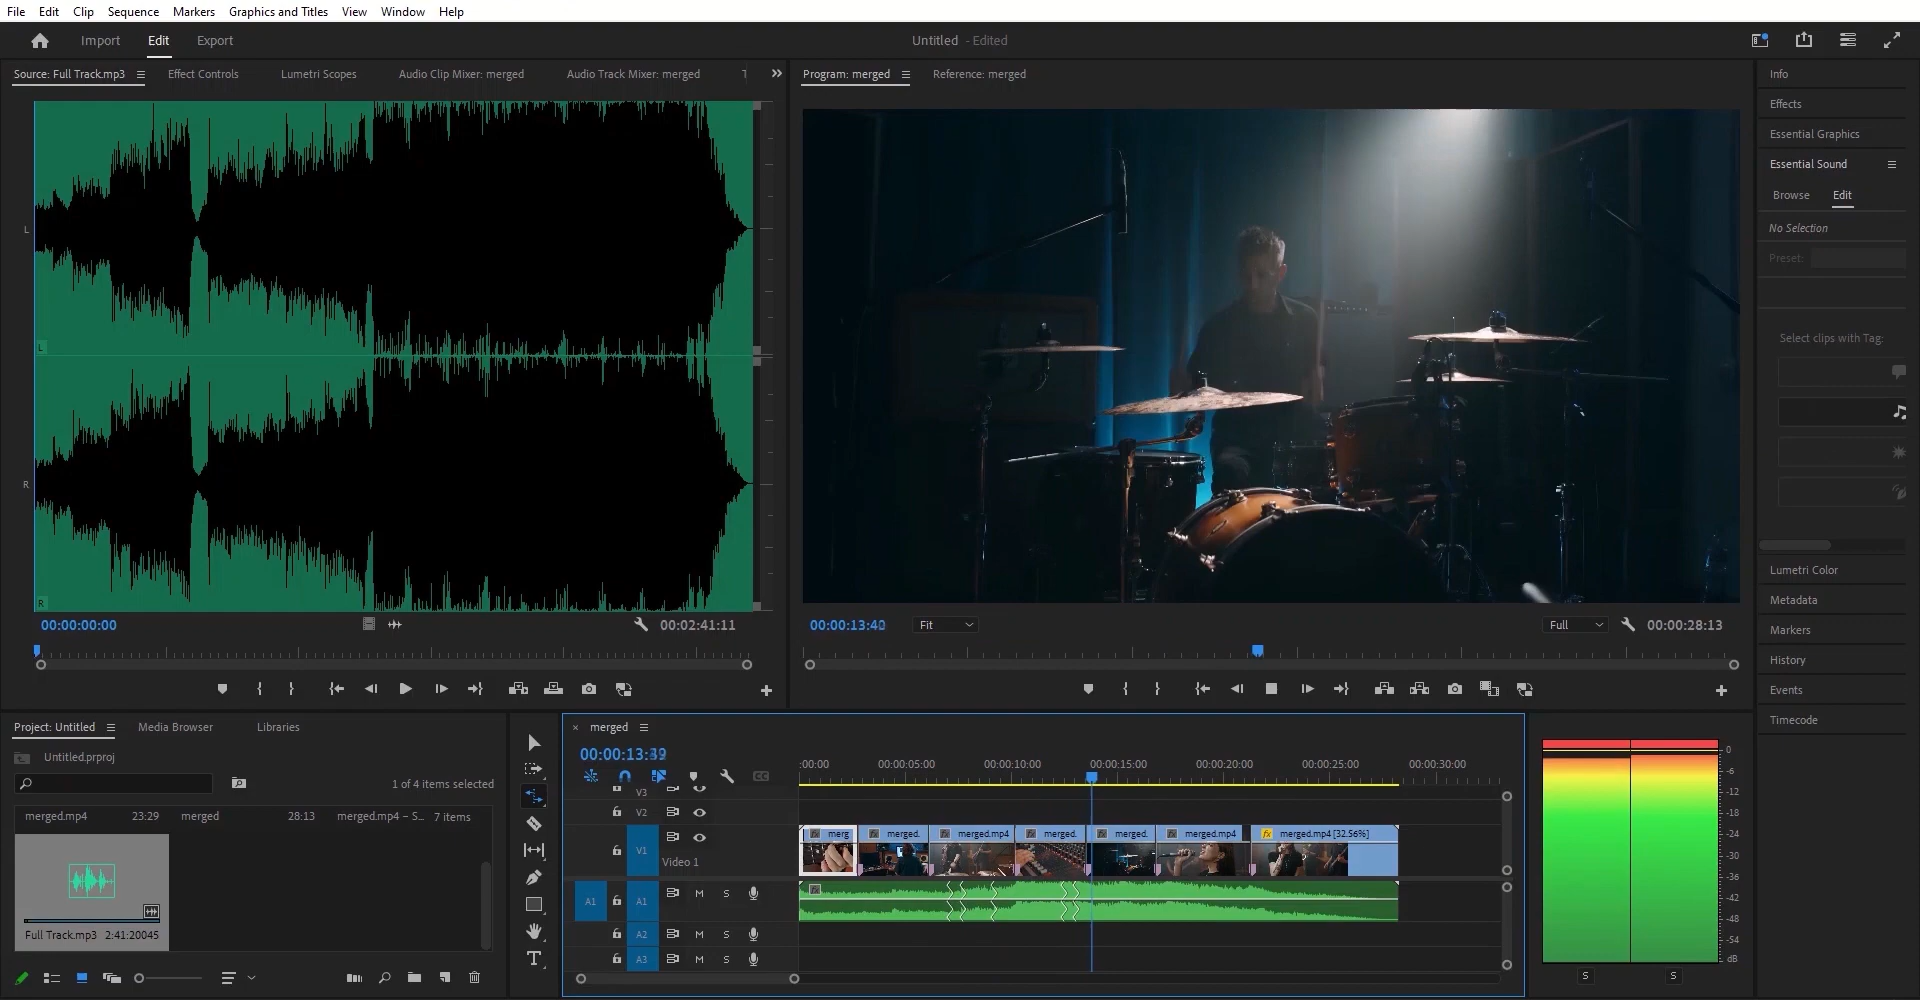 File Edit Clip Sequence Markers Graphics and Titles View Window Help
Import Edit Export
Untitled - Edited
Source: Full Track.mp3 Effect Controls Lumetri Scopes Audio Clip Mixer: merged Audio Track Mixer: merged
Program: merged Reference: merged
L
R
L
R
00:00:00:00
00:02:41:11
Fit
Full
00:00:28:13
Info
Effects
Essential Graphics
Essential Sound
Browse Edit
No Selection
Preset:
Select clips with Tag:
Lumetri Color
Metadata
Markers
History
Events
Timecode
Project: Untitled Media Browser Libraries
Untitled.prproj
1 of 4 items selected
merged.mp4 23:29 merged 28:13 merged.mp4 – S... 7 items
Full Track.mp3 2:41:20045
merged
:00:00 00:00:05:00 00:00:10:00 00:00:15:00 00:00:20:00 00:00:25:00 00:00:30:00
V3
V2
V1 Video 1
merg merged. merged.mp4 merged. merged. merged.mp4 merged.mp4 [32.56%]
A1 A1 M S
A2 M S
A3 M S
0
-6
-12
-18
-24
-30
-36
-42
-48
-54
dB
S S